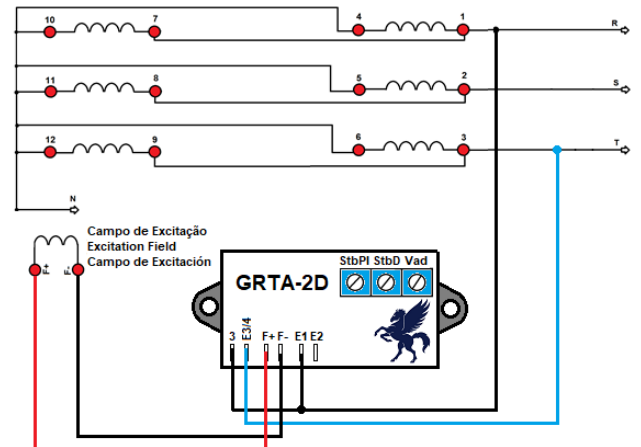 10 7 4 1 R
11 8 5 2 S
12 9 6 3 T
N
Campo de Excitação
Excitation Field
Campo de Excitación
F+ F-
StbPI StbD Vad
GRTA-2D
3 E3/4 F+ F- E1 E2